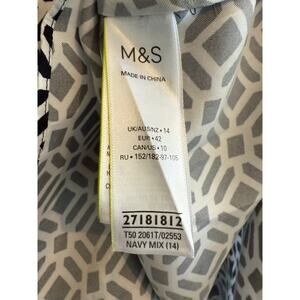 M&S
MADE IN CHINA
UK/AUS/NZ • 14
EUR • 42
CAN/US • 10
RU • 152/182-97-105
27181812
T50 2061T/02553
NAVY MIX (14)